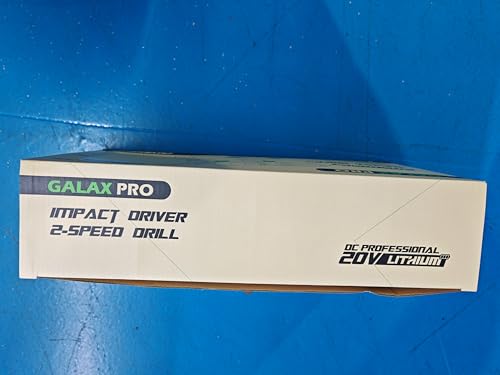 GALAX PRO
IMPACT DRIVER
2-SPEED DRILL
DC PROFESSIONAL
20V LITHIUM